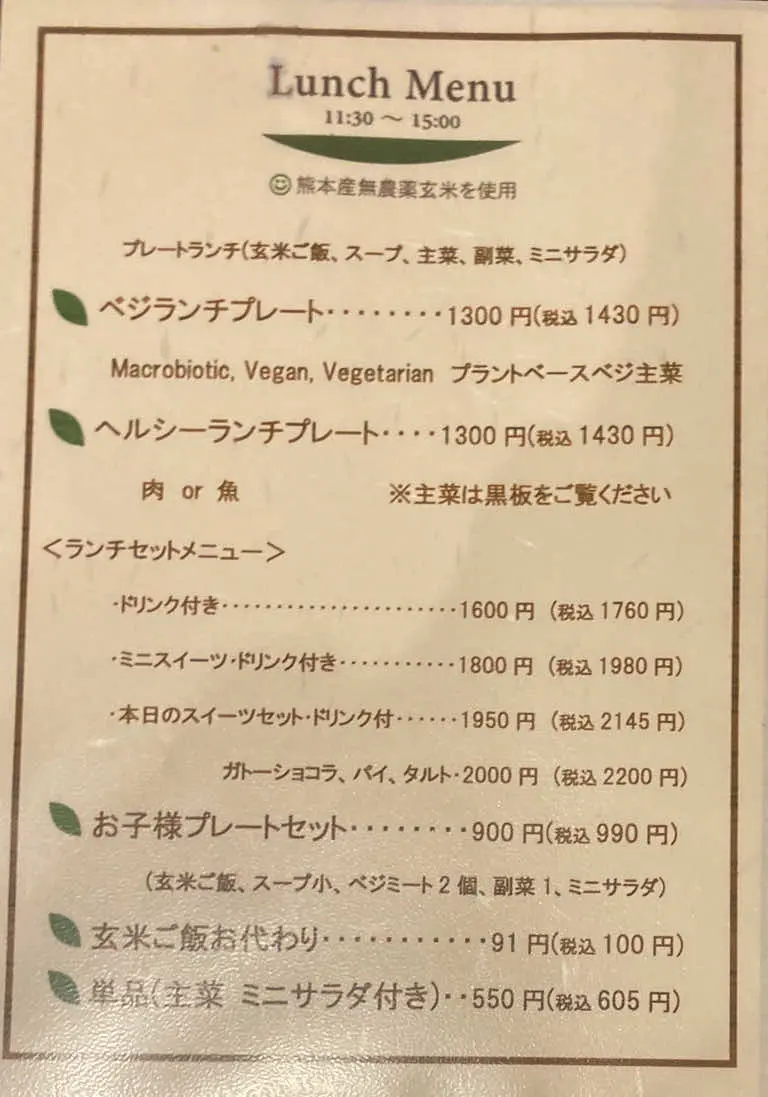 Lunch Menu
11:30 ～ 15:00
熊本産無農薬玄米を使用
プレートランチ(玄米ご飯、スープ、主菜、副菜、ミニサラダ)
ベジランチプレート········1300 円(税込 1430 円)
Macrobiotic, Vegan, Vegetarian プラントベースベジ主菜
ヘルシーランチプレート····1300 円(税込 1430 円)
肉 or 魚 ※主菜は黒板をご覧ください
＜ランチセットメニュー＞
·ドリンク付き······················1600 円 (税込 1760 円)
·ミニスイーツ·ドリンク付き···········1800 円 (税込 1980 円)
·本日のスイーツセット·ドリンク付······1950 円 (税込 2145 円)
ガトーショコラ、パイ、タルト·2000 円 (税込 2200 円)
お子様プレートセット········900 円(税込 990 円)
(玄米ご飯、スープ小、ベジミート 2 個、副菜 1、ミニサラダ)
玄米ご飯お代わり···········91 円(税込 100 円)
単品(主菜 ミニサラダ付き)··550 円(税込 605 円)